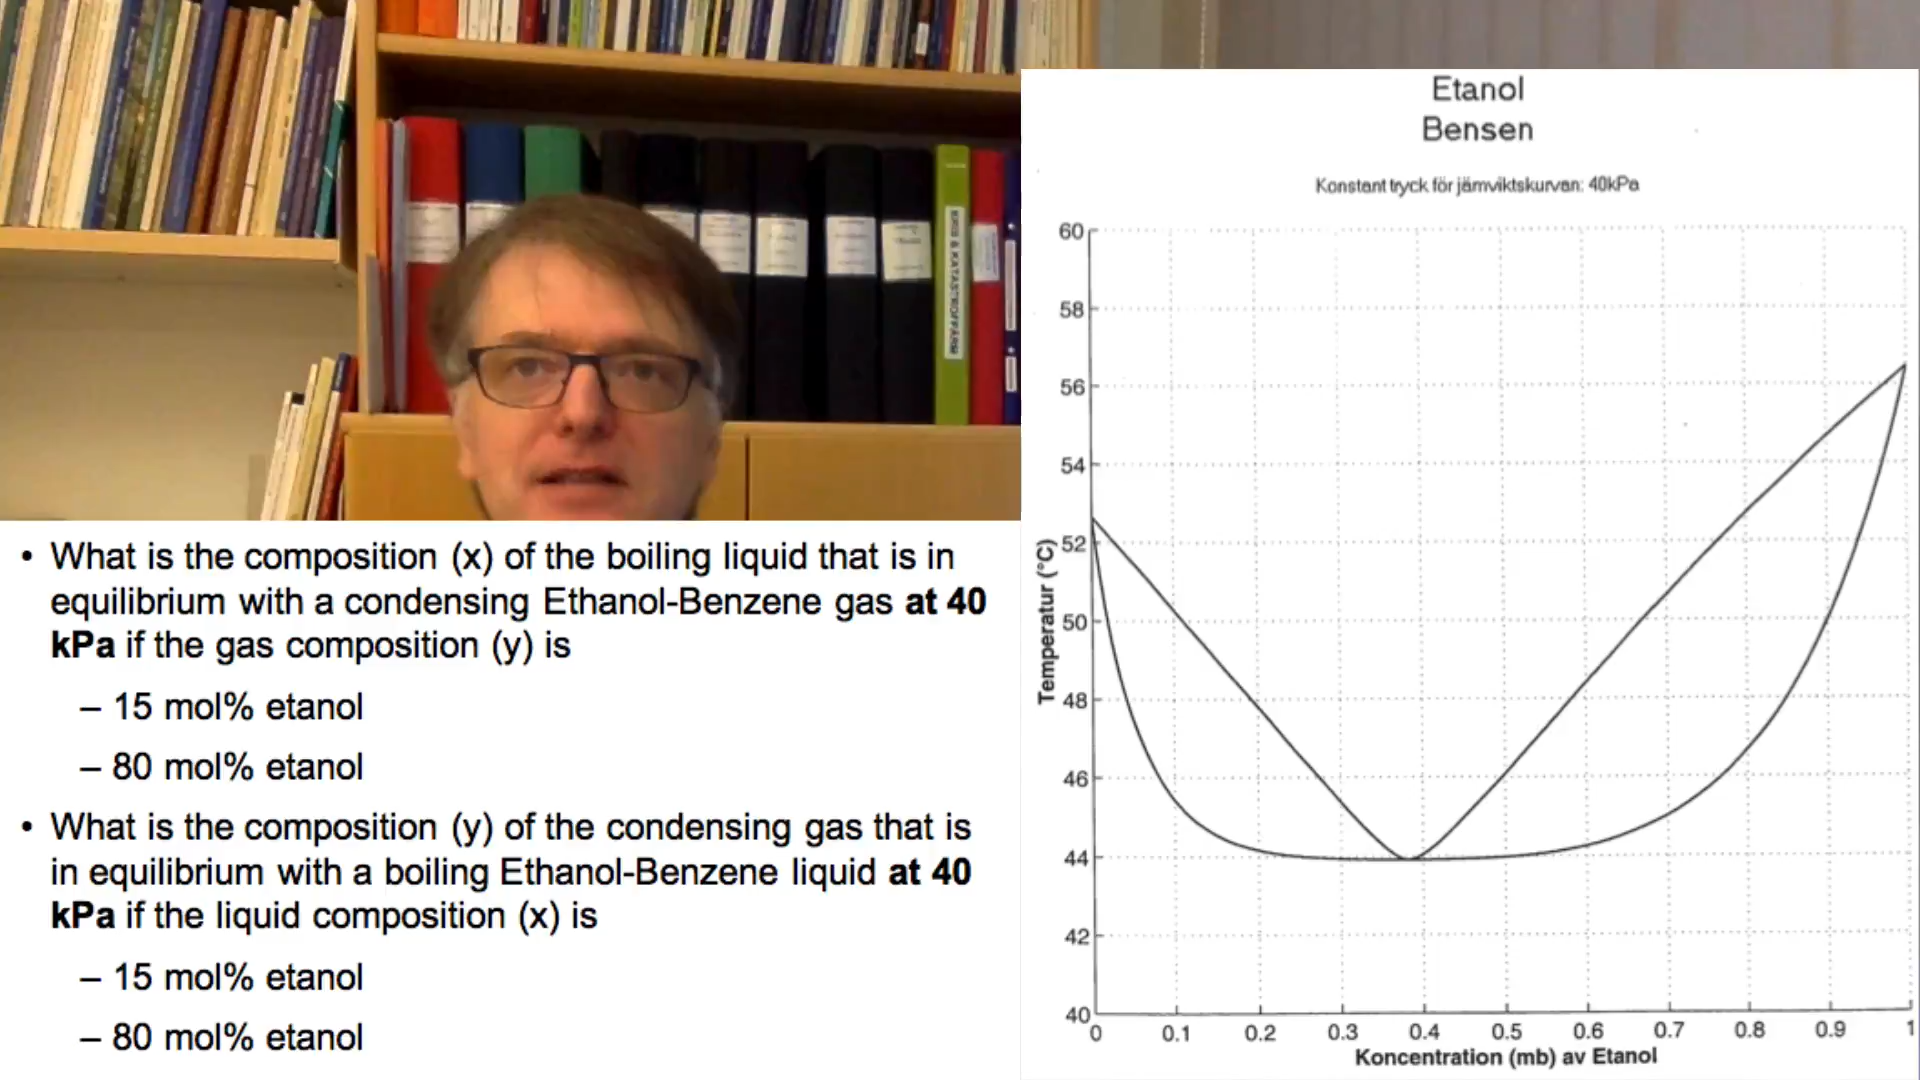 KRIS & KATASTROFFÄRGI
• What is the composition (x) of the boiling liquid that is in
equilibrium with a condensing Ethanol-Benzene gas at 40
kPa if the gas composition (y) is
– 15 mol% etanol
– 80 mol% etanol
• What is the composition (y) of the condensing gas that is
in equilibrium with a boiling Ethanol-Benzene liquid at 40
kPa if the liquid composition (x) is
– 15 mol% etanol
– 80 mol% etanol
Etanol
Bensen
Konstant tryck för jämviktskurvan: 40kPa
60
58
56
54
52
50
48
46
44
42
40
Temperatur (°C)
0 0.1 0.2 0.3 0.4 0.5 0.6 0.7 0.8 0.9 1
Koncentration (mb) av Etanol